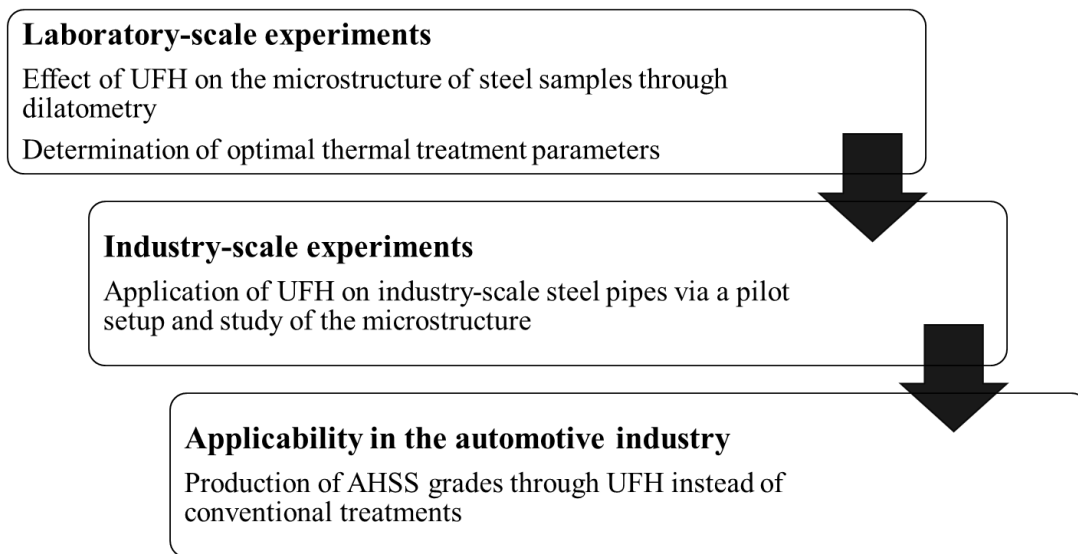 Laboratory-scale experiments
Effect of UFH on the microstructure of steel samples through
dilatometry
Determination of optimal thermal treatment parameters
Industry-scale experiments
Application of UFH on industry-scale steel pipes via a pilot
setup and study of the microstructure
Applicability in the automotive industry
Production of AHSS grades through UFH instead of
conventional treatments